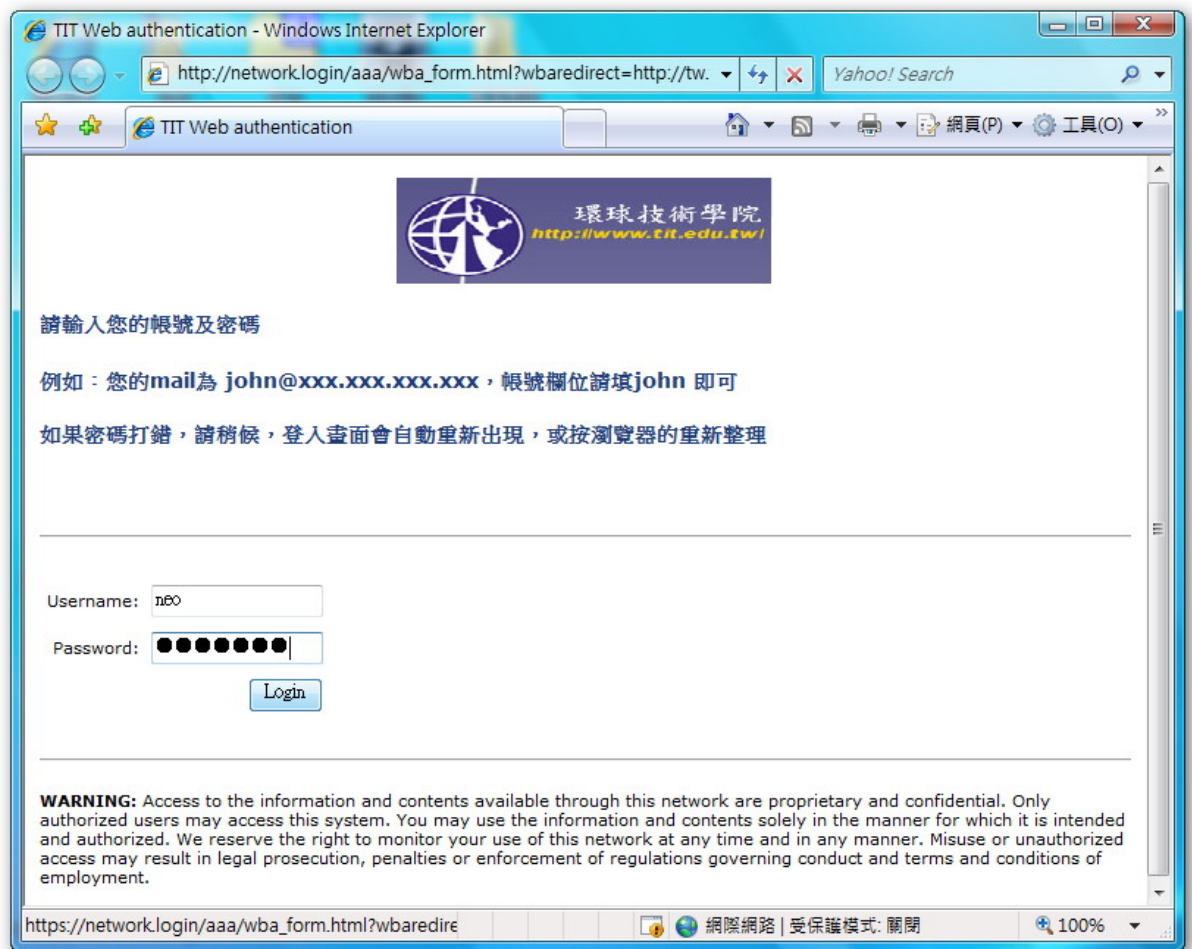 TIT Web authentication - Windows Internet Explorer
http://network.login/aaa/wba_form.html?wbaredirect=http://tw.
Yahoo! Search
TIT Web authentication
網頁(P)
工具(O)
環球技術學院
http://www.tit.edu.tw/
請輸入您的帳號及密碼
例如：您的mail為 john@xxx.xxx.xxx.xxx，帳號欄位請填john 即可
如果密碼打錯，請稍候，登入畫面會自動重新出現，或按瀏覽器的重新整理
Username: neo
Password: ●●●●●●●
Login
WARNING: Access to the information and contents available through this network are proprietary and confidential. Only
authorized users may access this system. You may use the information and contents solely in the manner for which it is intended
and authorized. We reserve the right to monitor your use of this network at any time and in any manner. Misuse or unauthorized
access may result in legal prosecution, penalties or enforcement of regulations governing conduct and terms and conditions of
employment.
https://network.login/aaa/wba_form.html?wbaredire
網際網路 | 受保護模式: 關閉
100%